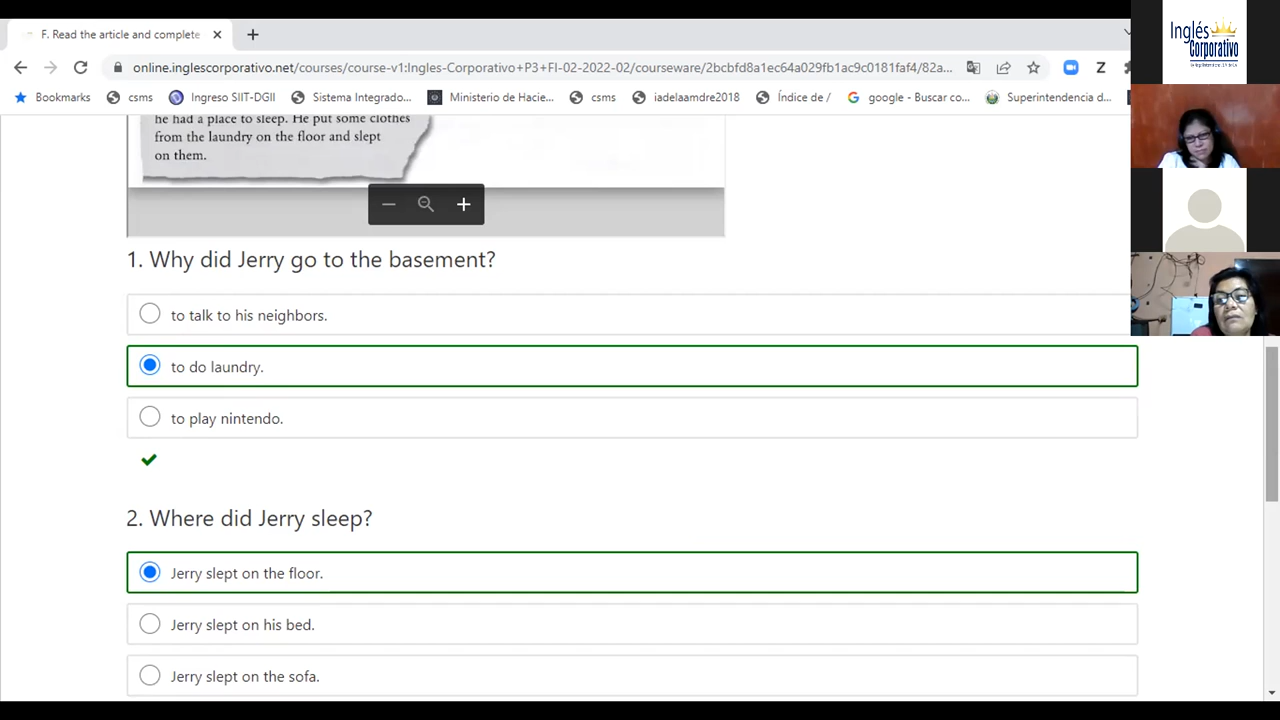 F. Read the article and complete
online.inglescorporativo.net/courses/course-v1:Ingles-Corporativo+P3+FI-02-2022-02/courseware/2bcbfd8a1ec64a029fb1ac9c0181faf4/82ae...
Bookmarks csms Ingreso SIIT-DGII Sistema Integrado... Ministerio de Hacie... csms iadelaamdre2018 Índice de / google - Buscar co... Superintendencia d...
Inglés
Corporativo
he had a place to sleep. He put some clothes
from the laundry on the floor and slept
on them.
1. Why did Jerry go to the basement?
to talk to his neighbors.
to do laundry.
to play nintendo.
2. Where did Jerry sleep?
Jerry slept on the floor.
Jerry slept on his bed.
Jerry slept on the sofa.